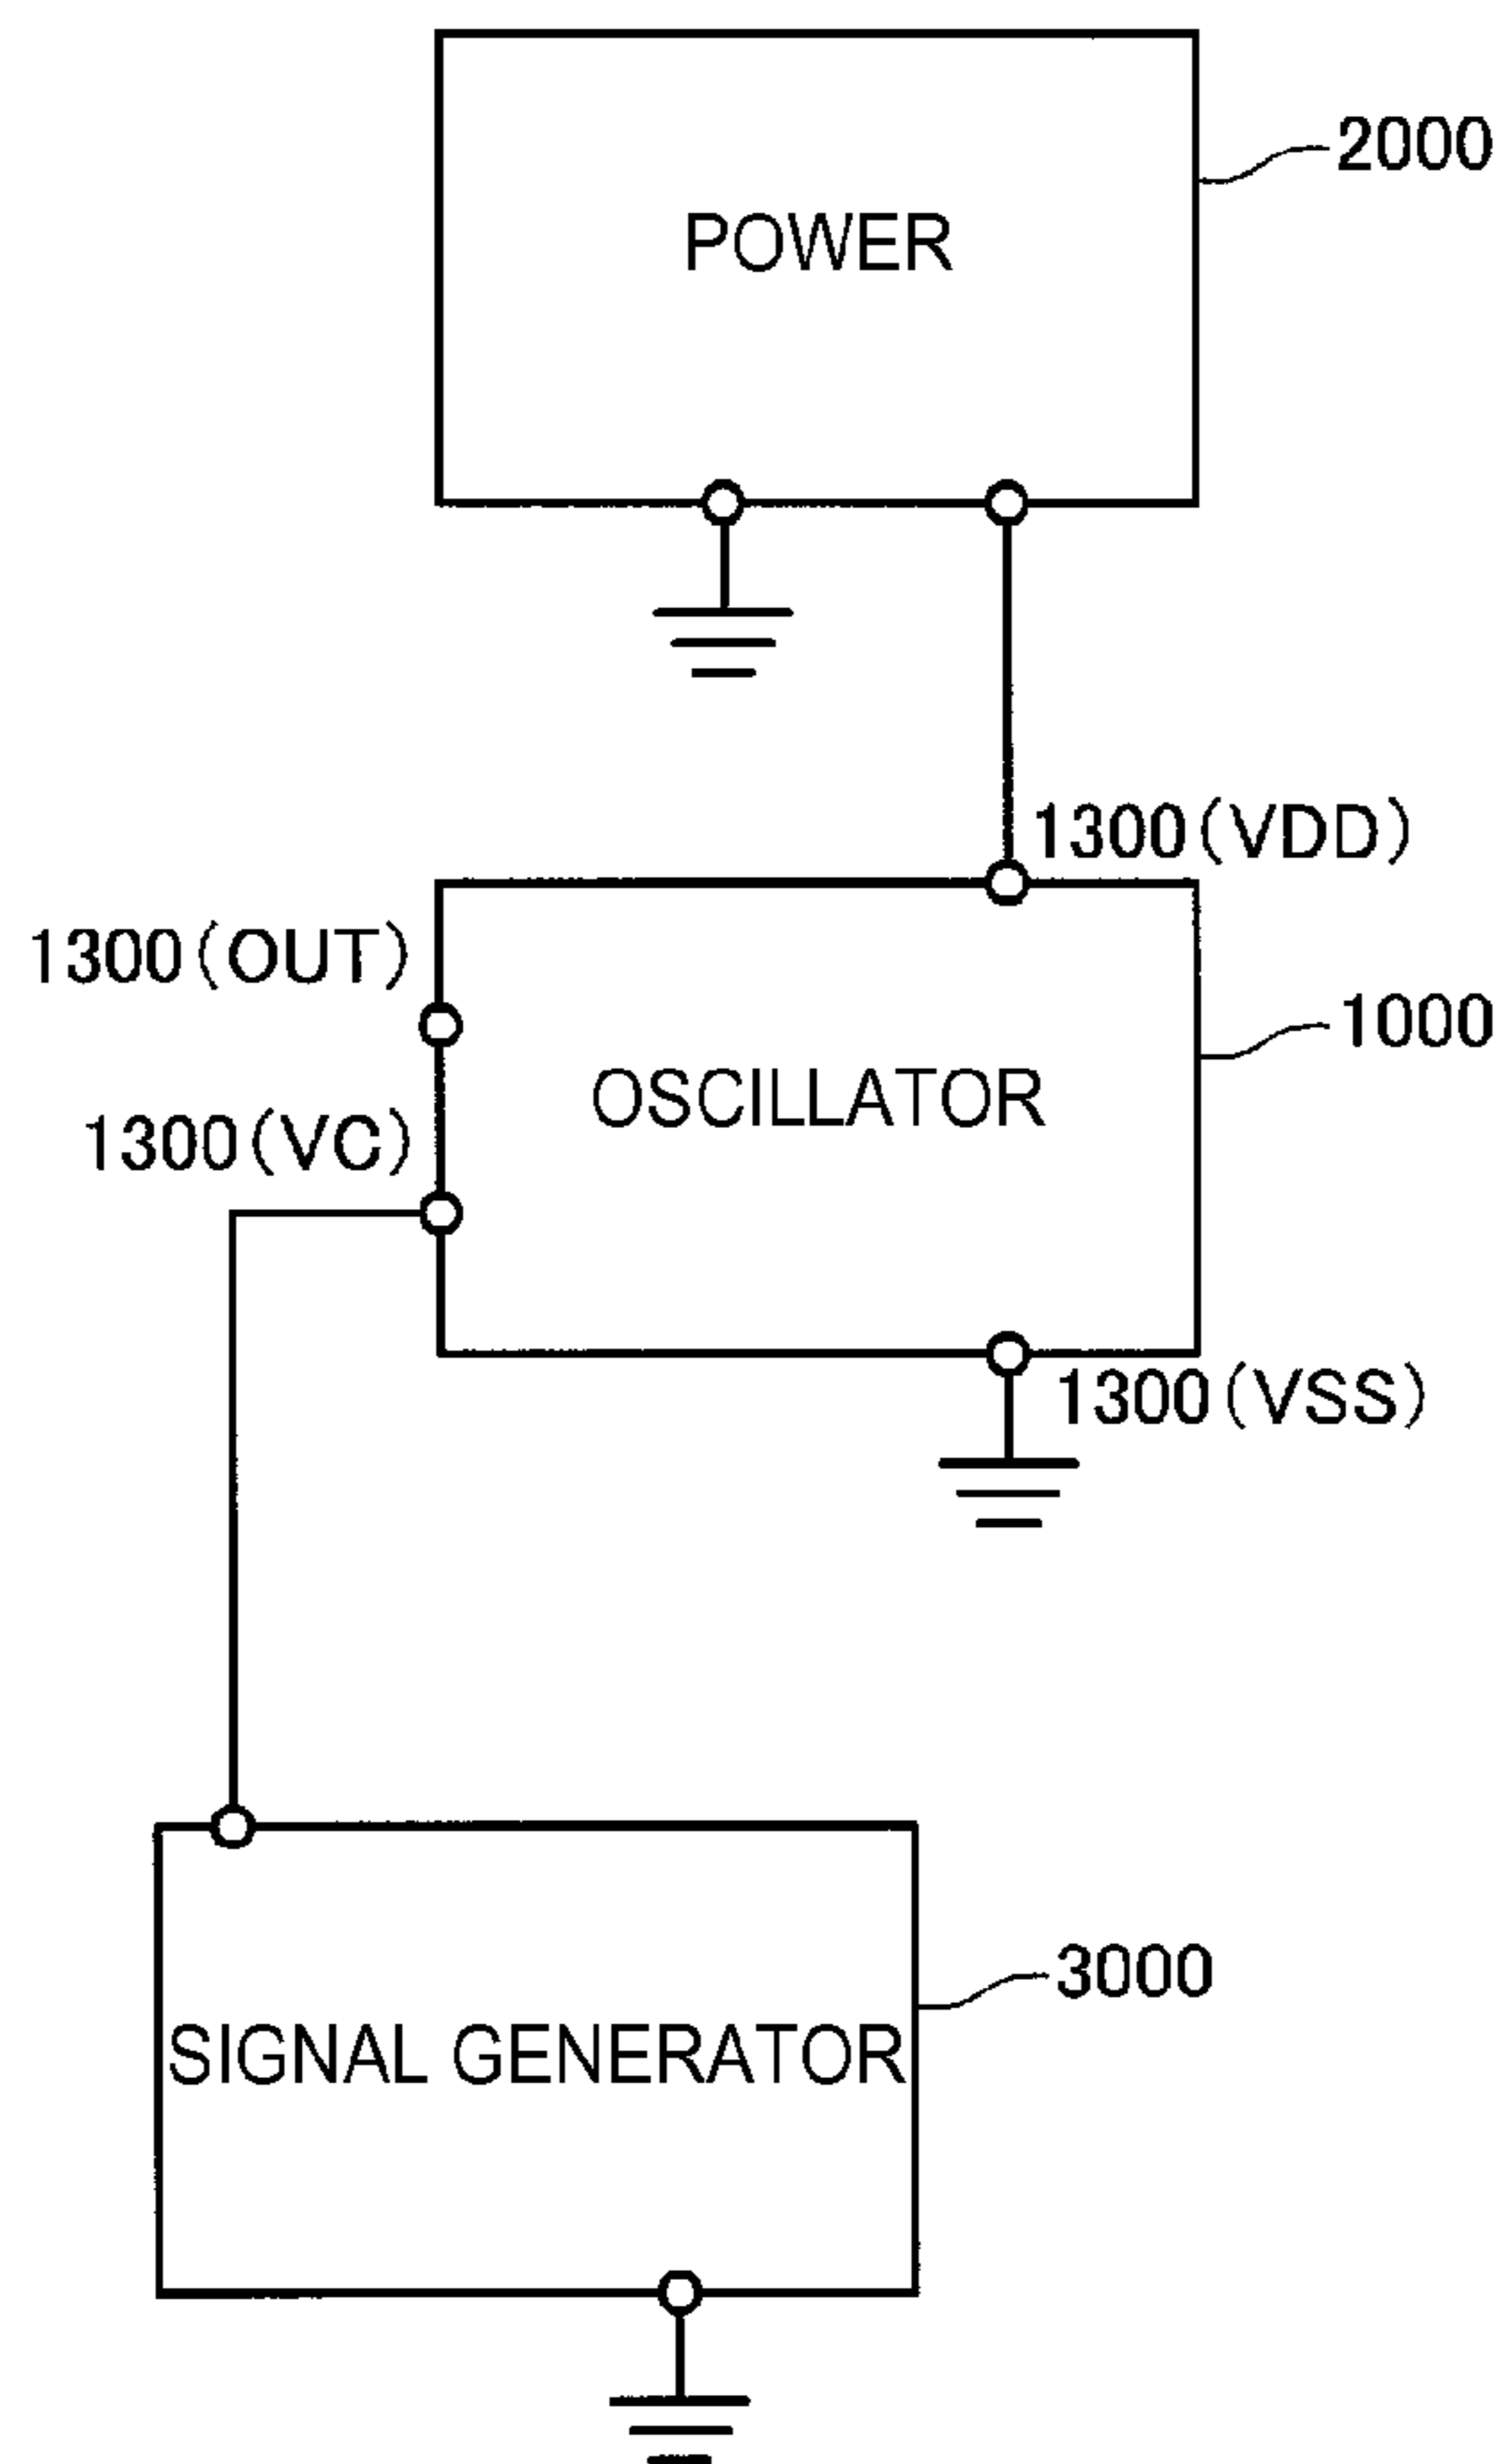 2000
POWER
1300(VDD)
1300(OUT)
1000
OSCILLATOR
1300(VC)
1300(VSS)
3000
SIGNAL GENERATOR